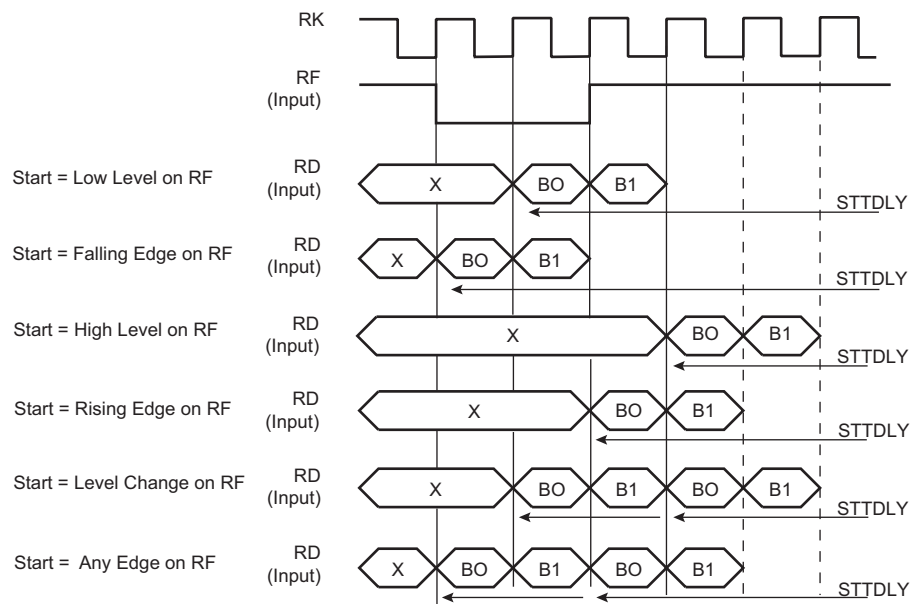 RK
RF
(Input)
Start = Low Level on RF
RD
(Input)
X
BO
B1
STTDLY
Start = Falling Edge on RF
RD
(Input)
X
BO
B1
STTDLY
Start = High Level on RF
RD
(Input)
X
BO
B1
STTDLY
Start = Rising Edge on RF
RD
(Input)
X
BO
B1
STTDLY
Start = Level Change on RF
RD
(Input)
X
BO
B1
BO
B1
STTDLY
Start = Any Edge on RF
RD
(Input)
X
BO
B1
BO
B1
STTDLY